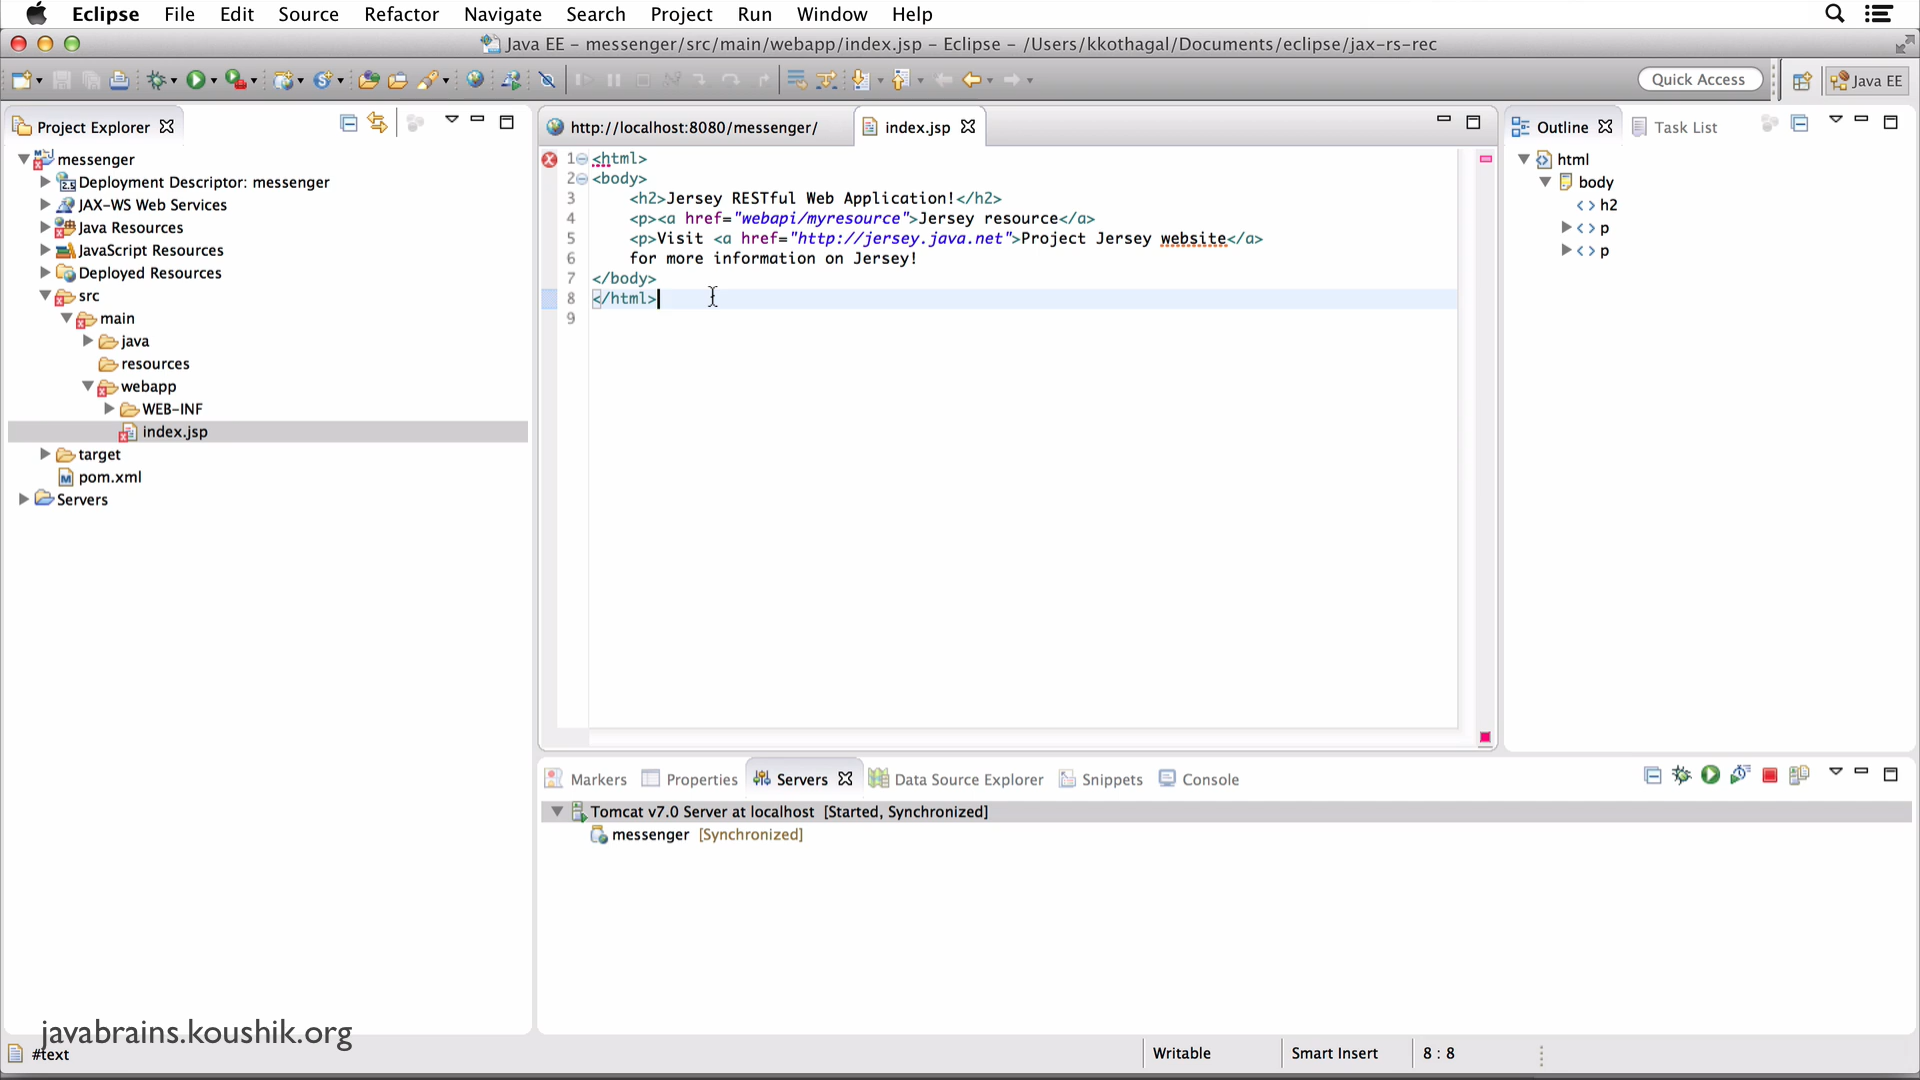 Eclipse File Edit Source Refactor Navigate Search Project Run Window Help
Java EE - messenger/src/main/webapp/index.jsp - Eclipse - /Users/kkothagal/Documents/eclipse/jax-rs-rec
Quick Access
Java EE
Project Explorer
messenger
Deployment Descriptor: messenger
2.5
JAX-WS Web Services
Java Resources
JavaScript Resources
Deployed Resources
src
main
java
resources
webapp
WEB-INF
index.jsp
target
pom.xml
Servers
http://localhost:8080/messenger/
index.jsp
1 <html>
2 <body>
3 <h2>Jersey RESTful Web Application!</h2>
4 <p><a href="webapi/myresource">Jersey resource</a>
5 <p>Visit <a href="http://jersey.java.net">Project Jersey website</a>
6 for more information on Jersey!
7 </body>
8 </html>
9
Outline
Task List
html
body
h2
p
p
Markers
Properties
Servers
Data Source Explorer
Snippets
Console
Tomcat v7.0 Server at localhost [Started, Synchronized]
messenger [Synchronized]
javabrains.koushik.org
#text
Writable
Smart Insert
8 : 8